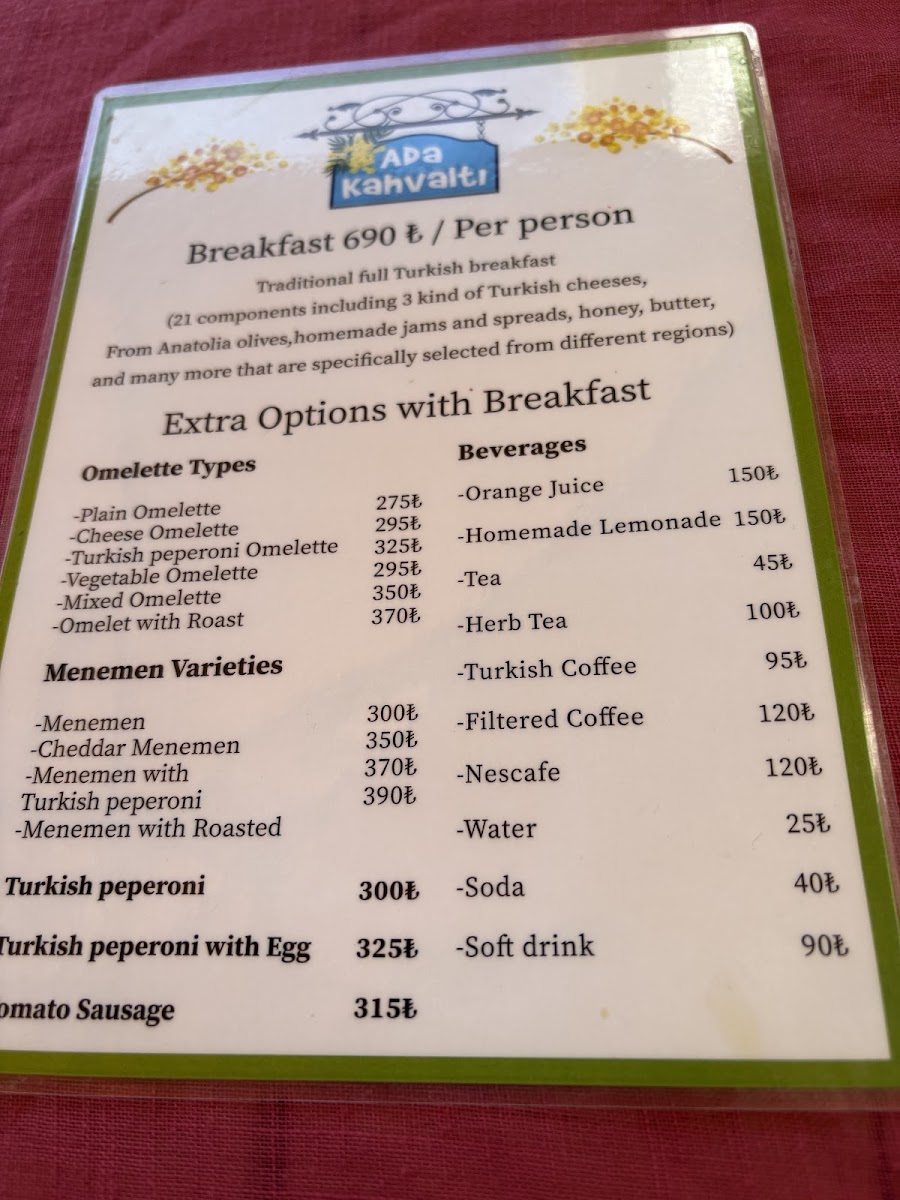 ADa
Kahvaltı
Breakfast 690 ₺ / Per person
Traditional full Turkish breakfast
(21 components including 3 kind of Turkish cheeses,
From Anatolia olives,homemade jams and spreads, honey, butter,
and many more that are specifically selected from different regions)
Extra Options with Breakfast
Omelette Types
-Plain Omelette 275₺
-Cheese Omelette 295₺
-Turkish peperoni Omelette 325₺
-Vegetable Omelette 295₺
-Mixed Omelette 350₺
-Omelet with Roast 370₺
Menemen Varieties
-Menemen 300₺
-Cheddar Menemen 350₺
-Menemen with 370₺
Turkish peperoni 390₺
-Menemen with Roasted
Turkish peperoni 300₺
Turkish peperoni with Egg 325₺
omato Sausage 315₺
Beverages
-Orange Juice 150₺
-Homemade Lemonade 150₺
-Tea 45₺
-Herb Tea 100₺
-Turkish Coffee 95₺
-Filtered Coffee 120₺
-Nescafe 120₺
-Water 25₺
-Soda 40₺
-Soft drink 90₺